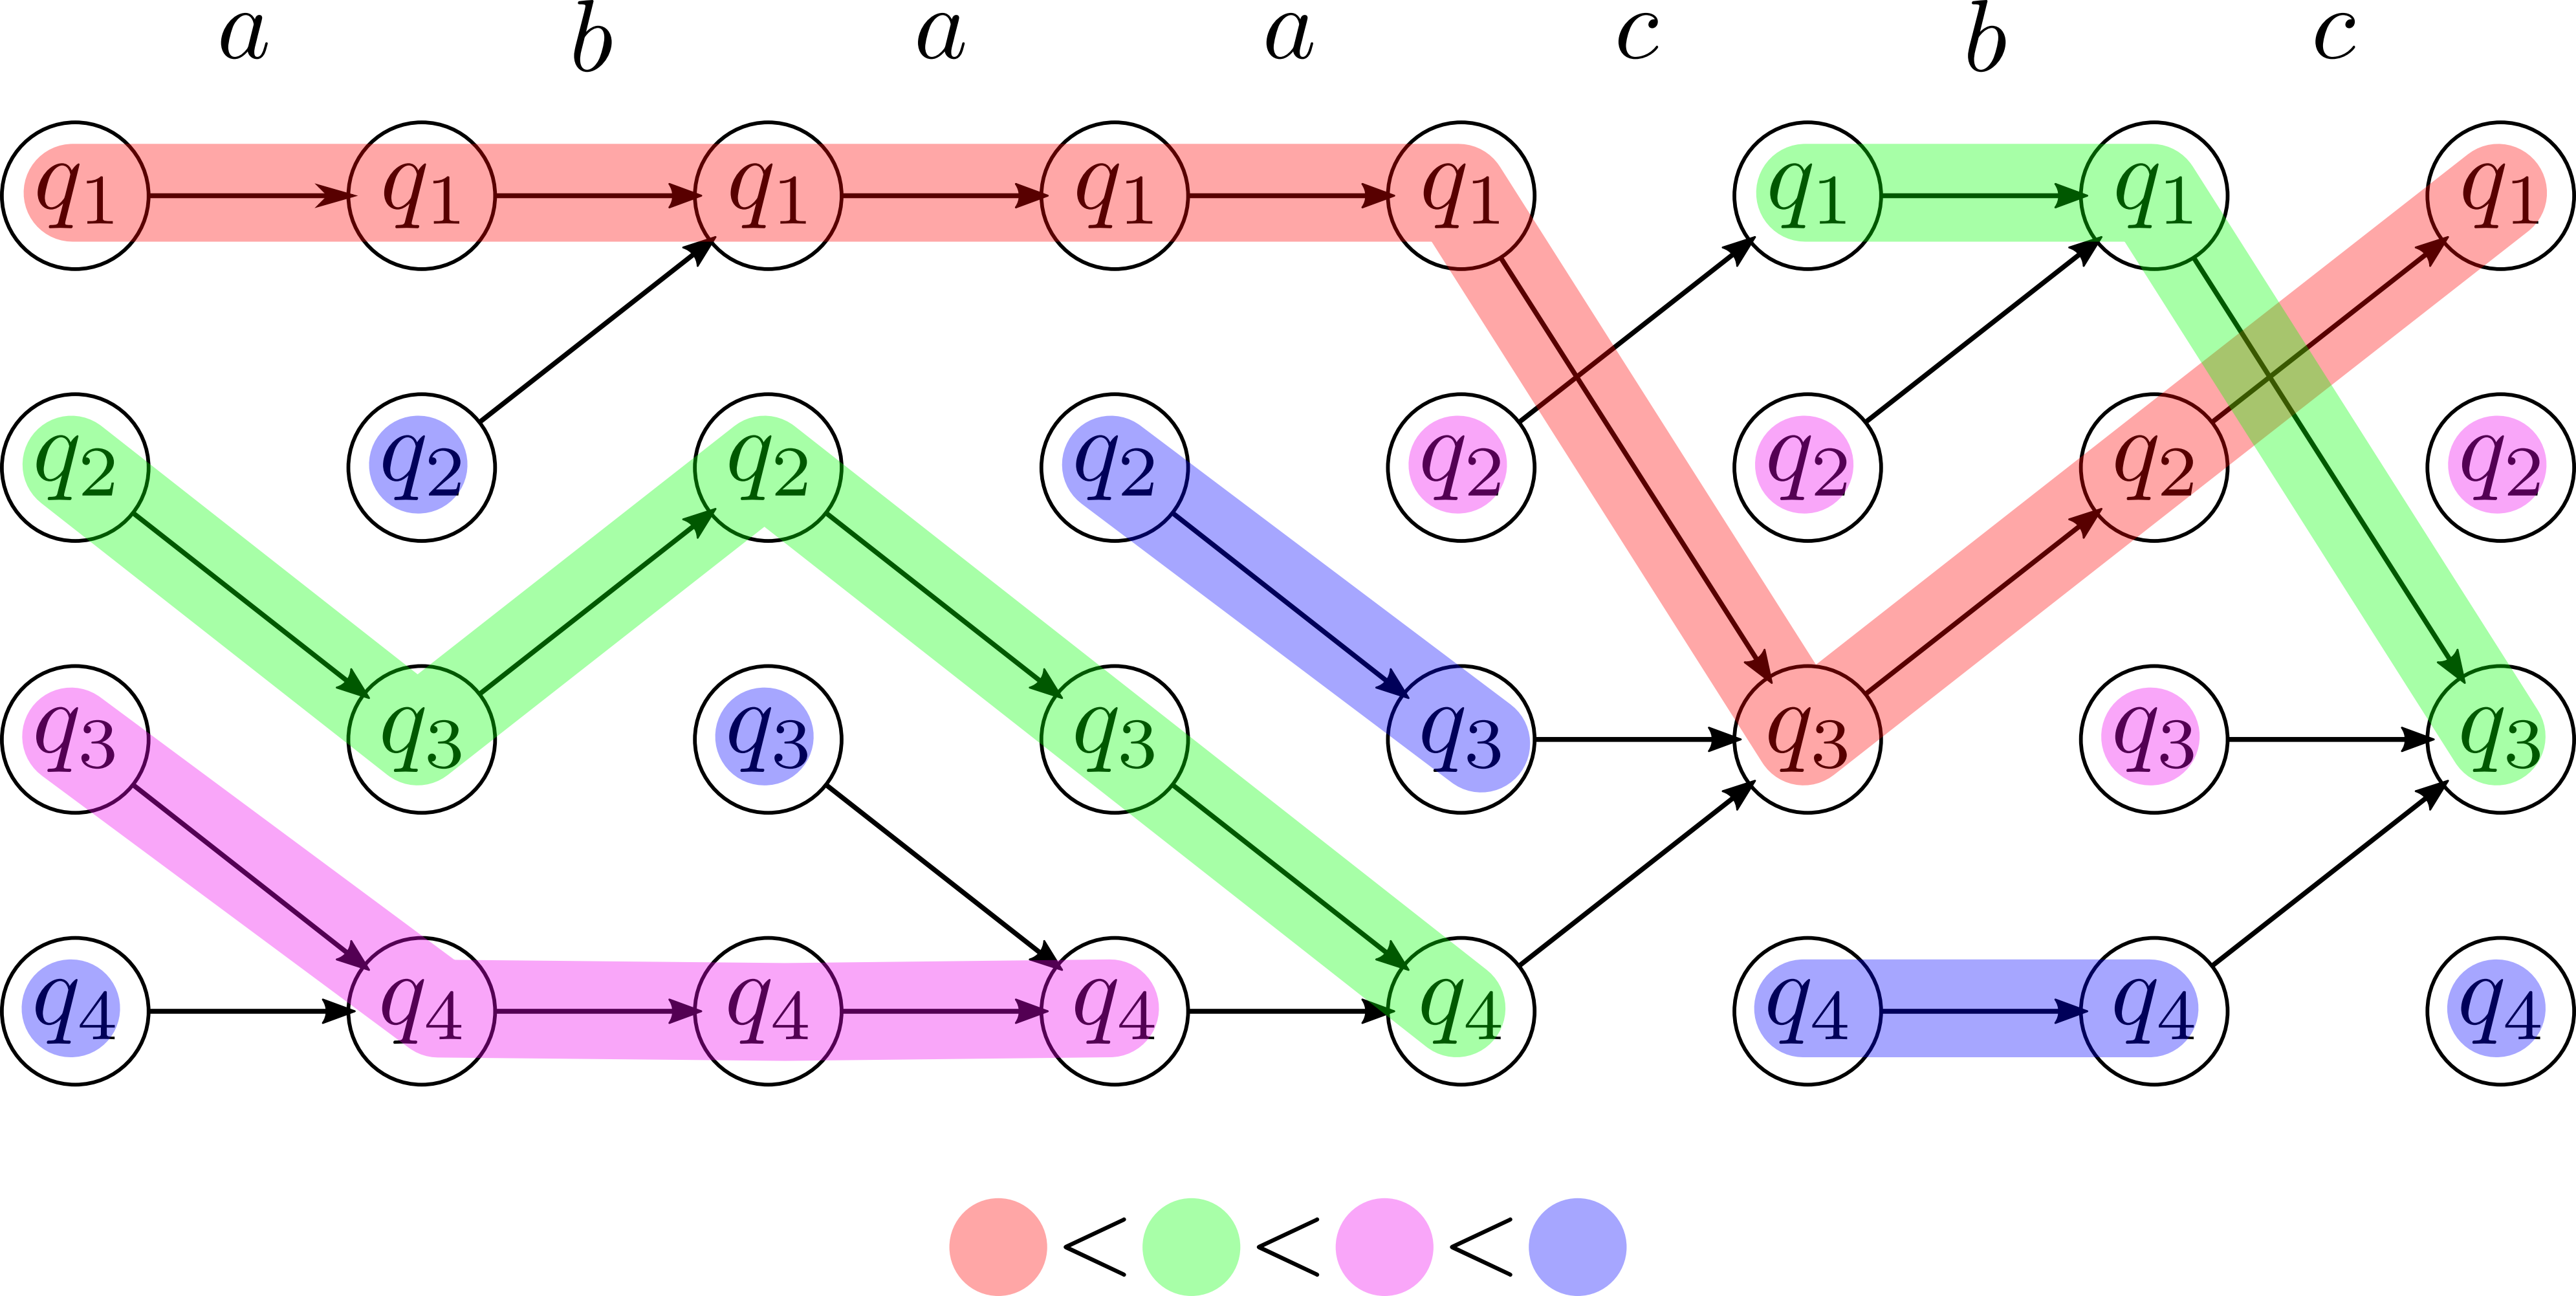 a b a a c b c
q1 q1 q1 q1 q1 q1 q1 q1
q2 q2 q2 q2 q2 q2 q2 q2
q3 q3 q3 q3 q3 q3 q3 q3
q4 q4 q4 q4 q4 q4 q4 q4
< < <